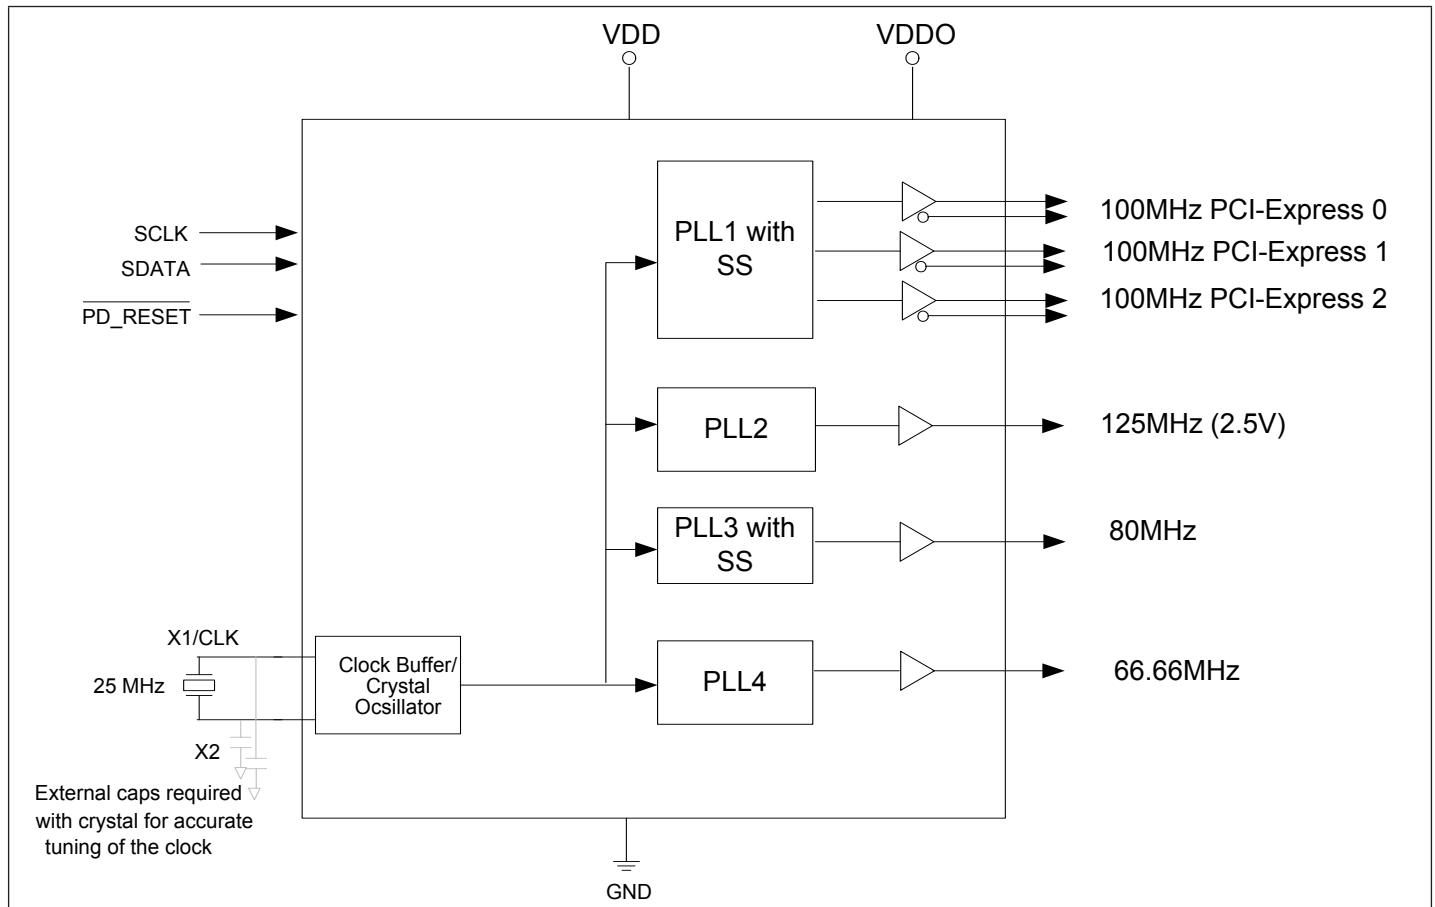 VDD
VDDO
SCLK
SDATA
PD_RESET
PLL1 with
SS
100MHz PCI-Express 0
100MHz PCI-Express 1
100MHz PCI-Express 2
PLL2
125MHz (2.5V)
PLL3 with
SS
80MHz
X1/CLK
25 MHz
X2
Clock Buffer/
Crystal
Ocsillator
PLL4
66.66MHz
External caps required
with crystal for accurate
tuning of the clock
GND